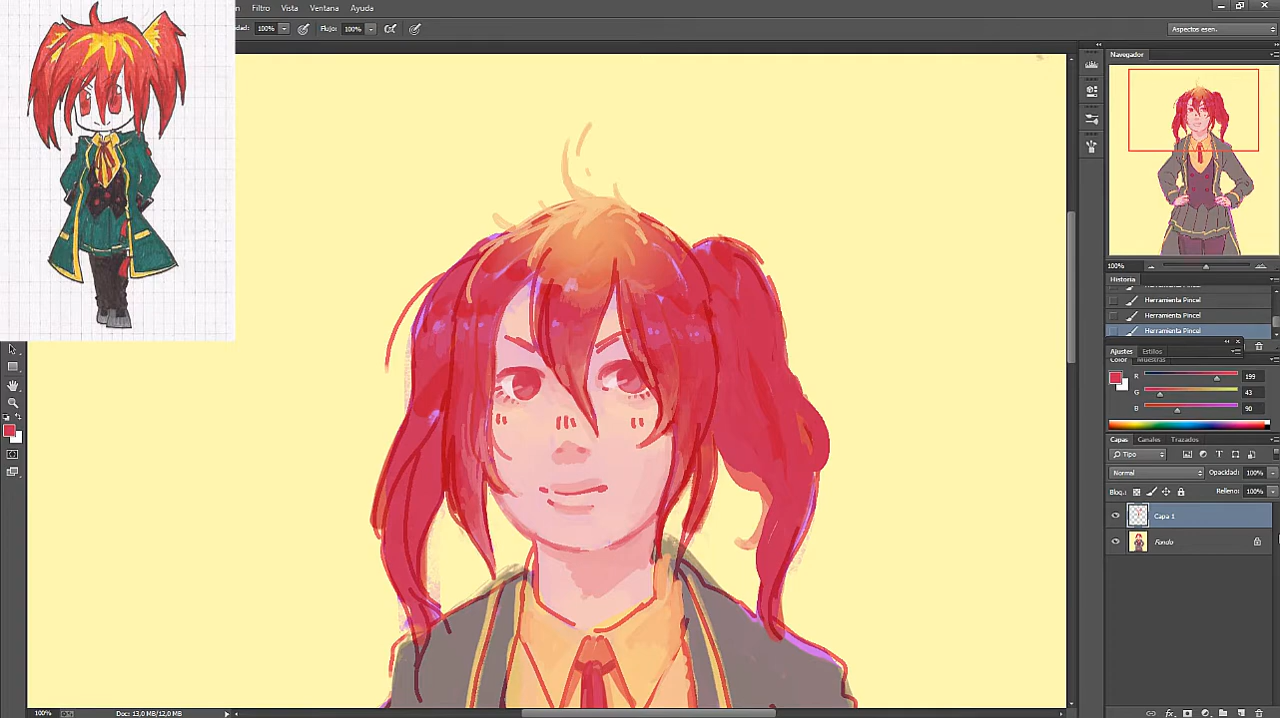 Filtro Vista Ventana Ayuda
100% Flujo: 100% Aspectos esen.
Navegador
100%
Historia
Herramienta Pincel
Herramienta Pincel
Herramienta Pincel
Ajustes Estilos
Color Muestras
R 199
G 43
B 90
Capas Canales Trazados
Tipo
Normal Opacidad: 100%
Bloq.: Relleno: 100%
Capa 1
Fondo
100% Doc: 13,0 MB/12,0 MB